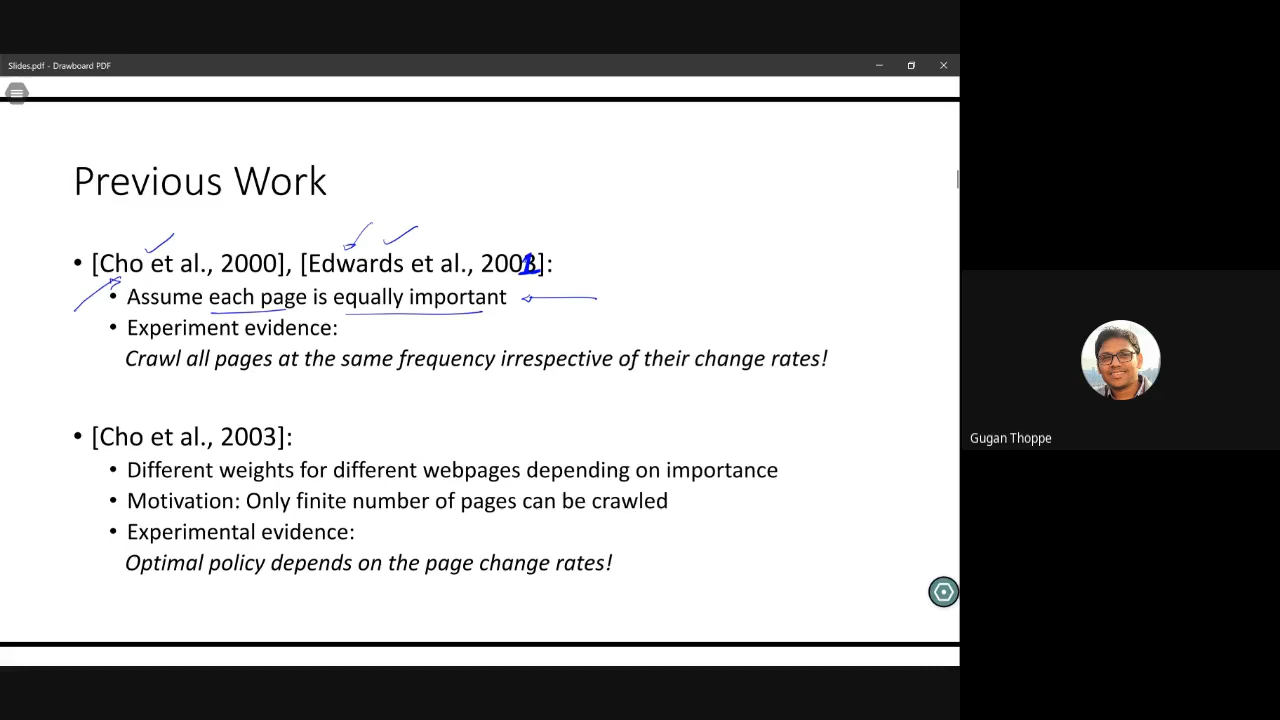 Slides.pdf - Drawboard PDF
Previous Work
• [Cho et al., 2000], [Edwards et al., 2001]:
• Assume each page is equally important
• Experiment evidence:
Crawl all pages at the same frequency irrespective of their change rates!
• [Cho et al., 2003]:
• Different weights for different webpages depending on importance
• Motivation: Only finite number of pages can be crawled
• Experimental evidence:
Optimal policy depends on the page change rates!
Gugan Thoppe